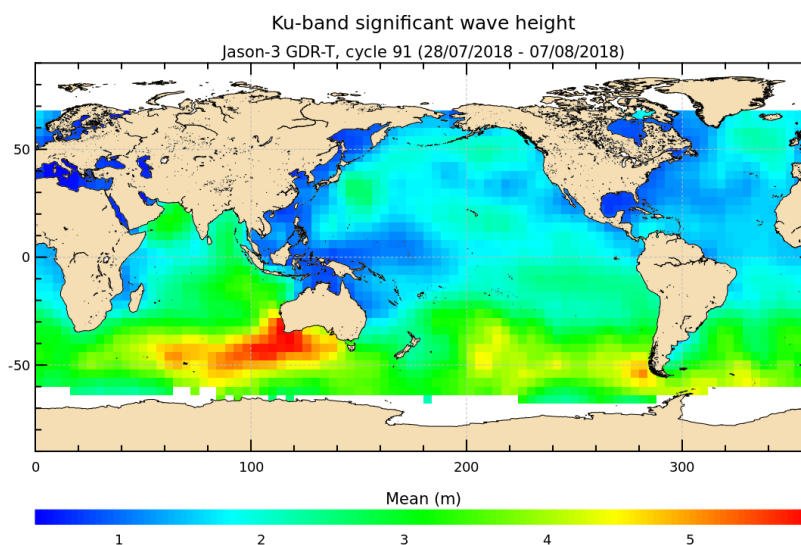 Ku-band significant wave height
Jason-3 GDR-T, cycle 91 (28/07/2018 - 07/08/2018)
50
0
-50
0 100 200 300
Mean (m)
1 2 3 4 5